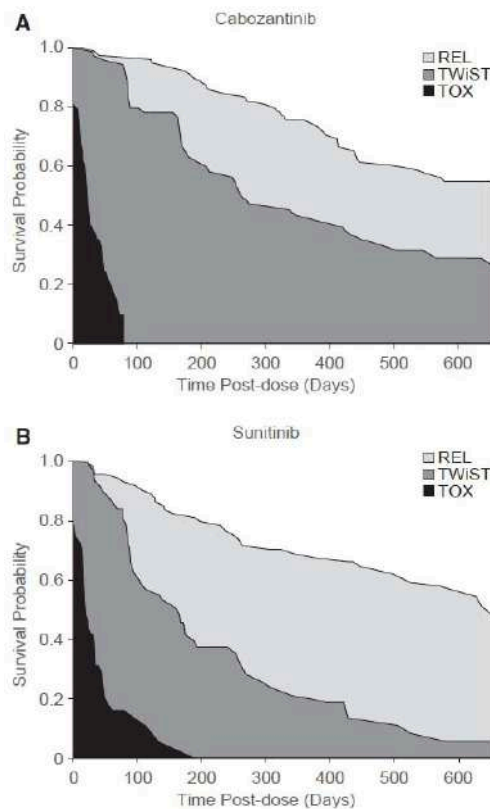 A
Cabozantinib
REL
TWiST
TOX
1.0
0.8
0.6
0.4
0.2
0
Survival Probability
0 100 200 300 400 500 600
Time Post-dose (Days)
B
Sunitinib
REL
TWiST
TOX
1.0
0.8
0.6
0.4
0.2
0
Survival Probability
0 100 200 300 400 500 600
Time Post-dose (Days)